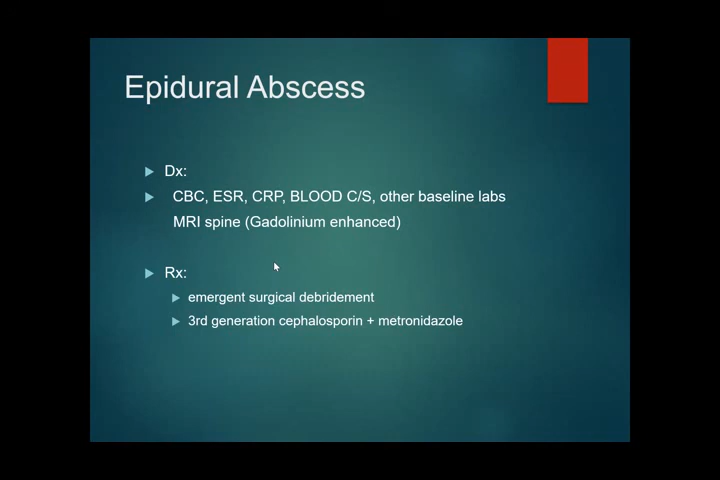 Epidural Abscess
Dx:
CBC, ESR, CRP, BLOOD C/S, other baseline labs
MRI spine (Gadolinium enhanced)
Rx:
emergent surgical debridement
3rd generation cephalosporin + metronidazole